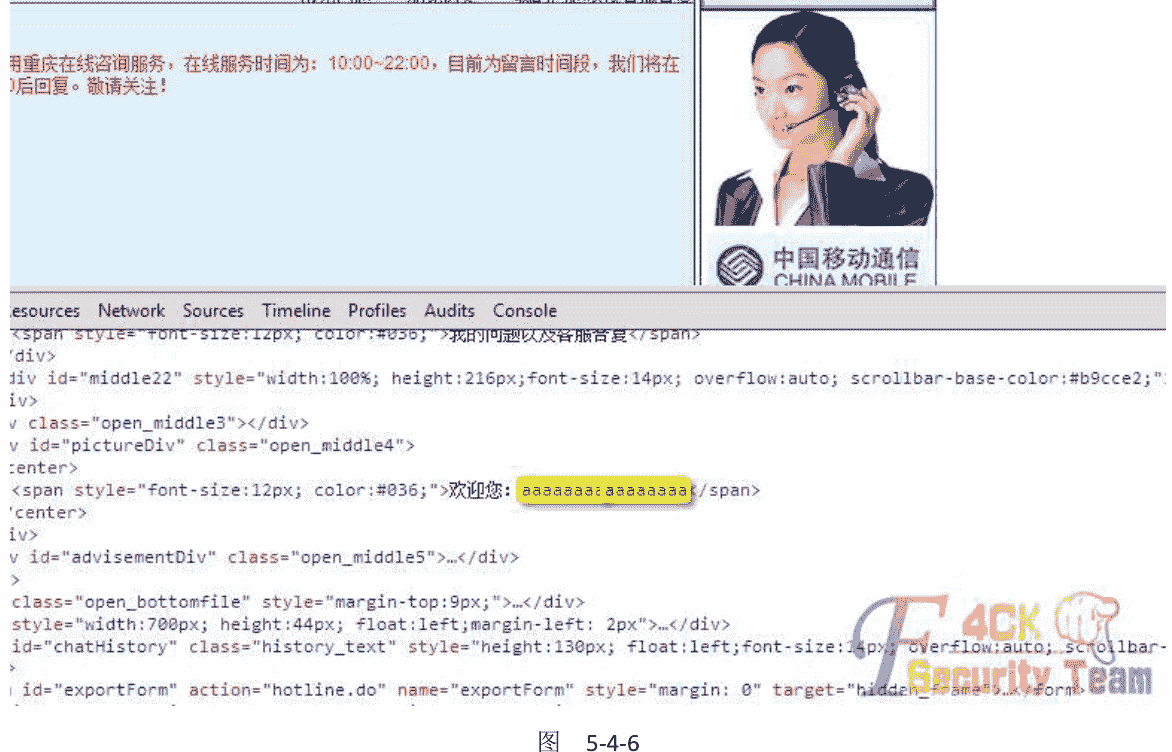 用重庆在线咨询服务，在线服务时间为：10:00~22:00，目前为留言时间段，我们将在
后回复。敬请关注！
中国移动通信
CHINA MOBILE
esources Network Sources Timeline Profiles Audits Console
<span style="font-size:12px; color:#036;">我的问题以及客服答复</span>
/div>
div id="middle22" style="width:100%; height:216px;font-size:14px; overflow:auto; scrollbar-base-color:#b9cce2;"
iv>
v class="open_middle3"></div>
v id="pictureDiv" class="open_middle4">
center>
<span style="font-size:12px; color:#036;">欢迎您：aaaaaaaa aaaaaaaa</span>
/center>
iv>
v id="advisementDiv" class="open_middle5">…</div>
>
class="open_bottomfile" style="margin-top:9px;">…</div>
style="width:700px; height:44px; float:left;margin-left: 2px">…</div>
id="chatHistory" class="history_text" style="height:130px; float:left;font-size:14px; overflow:auto; scrollbar-
>
id="exportForm" action="hotline.do" name="exportForm" style="margin: 0" target="hidden_frame">…</form>
F4CK
Security Team
图 5-4-6